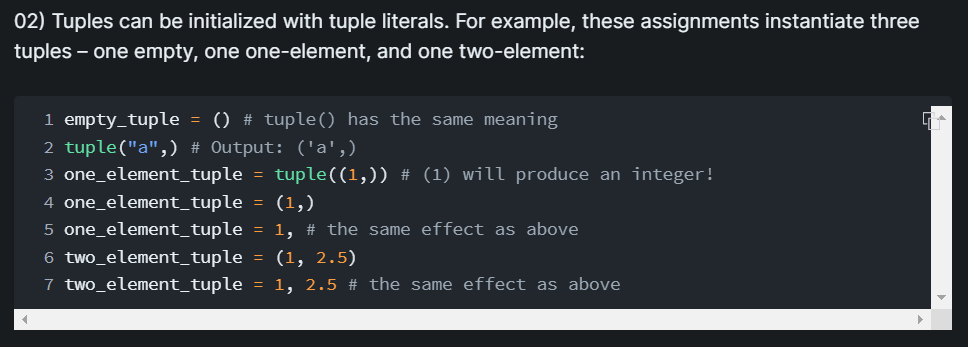 02) Tuples can be initialized with tuple literals. For example, these assignments instantiate three
tuples – one empty, one one-element, and one two-element:
1 empty_tuple = () # tuple() has the same meaning
2 tuple("a",) # Output: ('a',)
3 one_element_tuple = tuple((1,)) # (1) will produce an integer!
4 one_element_tuple = (1,)
5 one_element_tuple = 1, # the same effect as above
6 two_element_tuple = (1, 2.5)
7 two_element_tuple = 1, 2.5 # the same effect as above